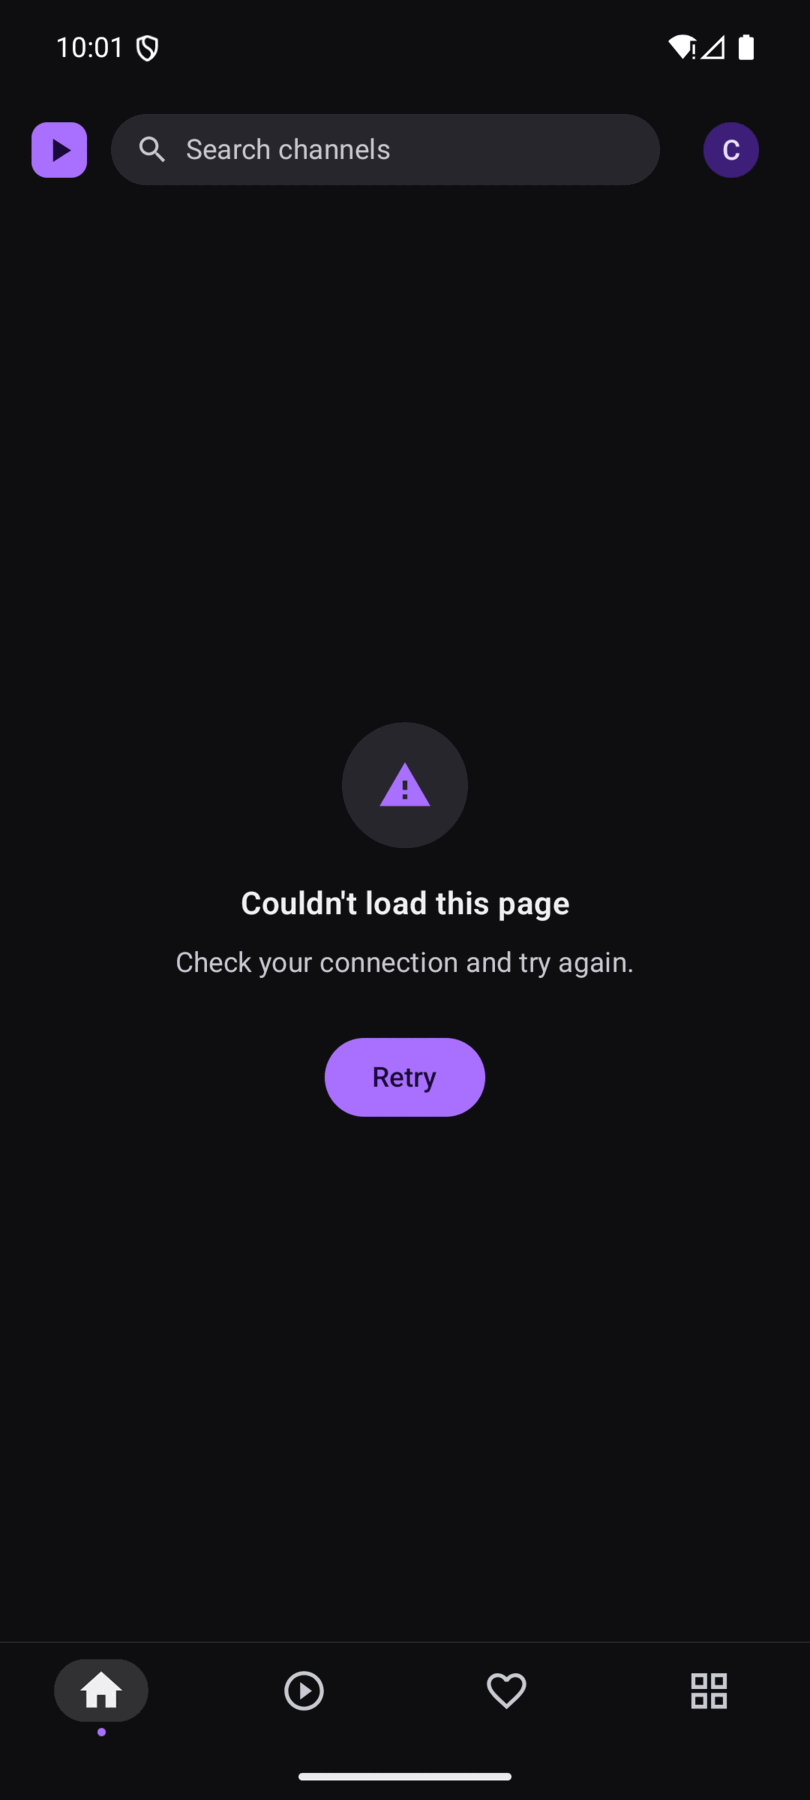 10:01
Search channels
C
Couldn't load this page
Check your connection and try again.
Retry